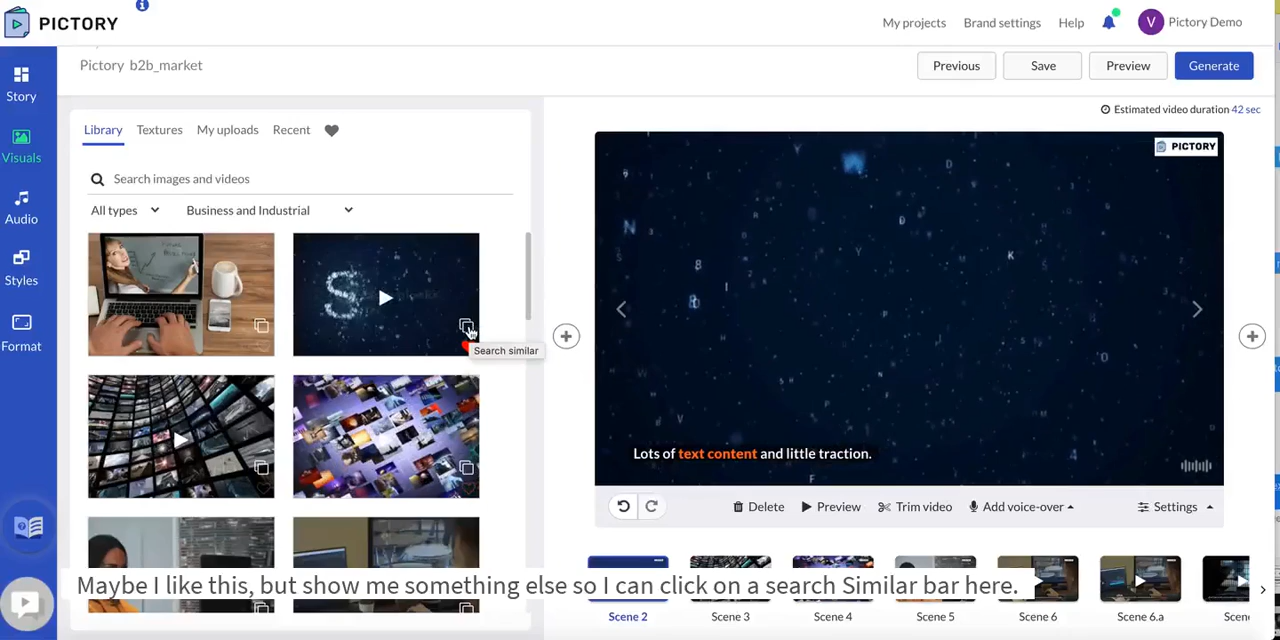 PICTORY
My projects
Brand settings
Help
V
Pictory Demo
Pictory b2b_market
Previous
Save
Preview
Generate
Story
Visuals
Audio
Styles
Format
Library
Textures
My uploads
Recent
Search images and videos
All types
Business and Industrial
Search similar
Estimated video duration 42 sec
PICTORY
Lots of text content and little traction.
Delete
Preview
Trim video
Add voice-over
Settings
Maybe I like this, but show me something else so I can click on a search Similar bar here.
Scene 2
Scene 3
Scene 4
Scene 5
Scene 6
Scene 6.a